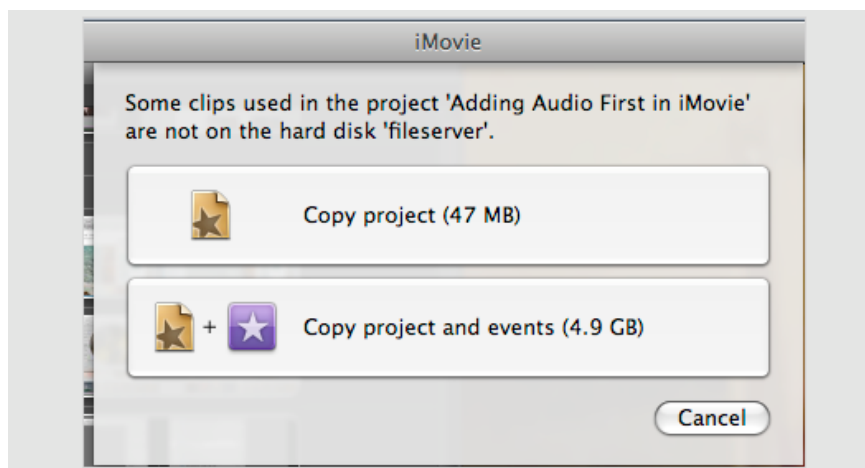 iMovie
Some clips used in the project 'Adding Audio First in iMovie'
are not on the hard disk 'fileserver'.
Copy project (47 MB)
+ Copy project and events (4.9 GB)
Cancel